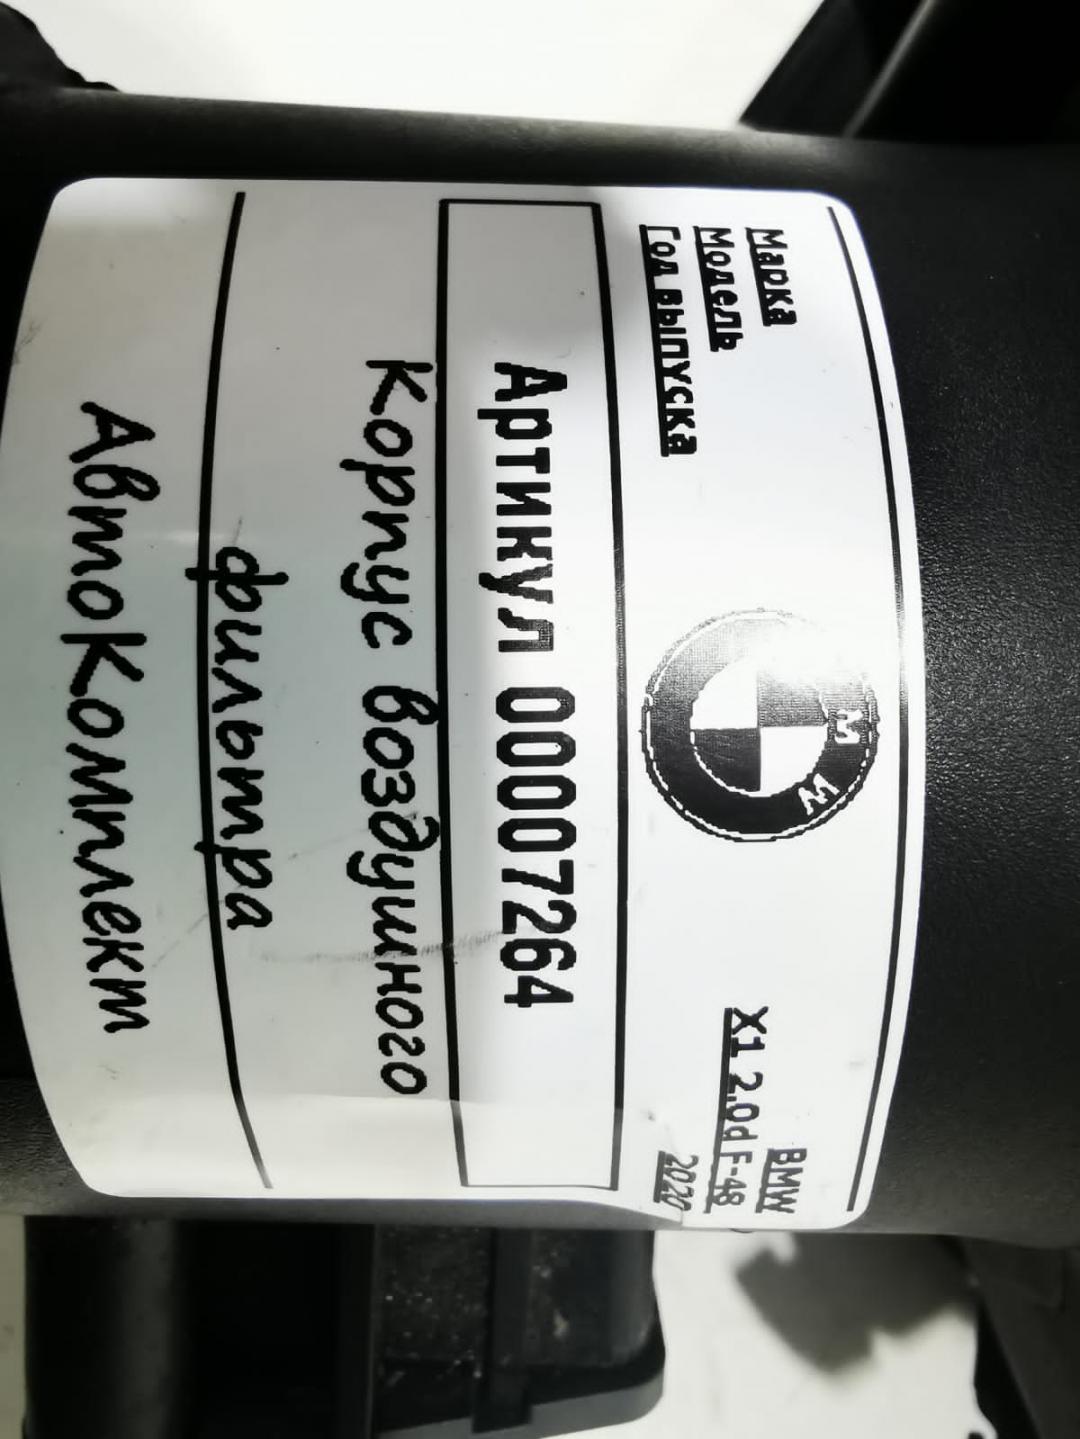 Марка BMW
Модель X1 2.0d F-48
Год выпуска 2020
M W
Артикул 00007264
Корпус воздушного
фильтра
АвтоКомплект